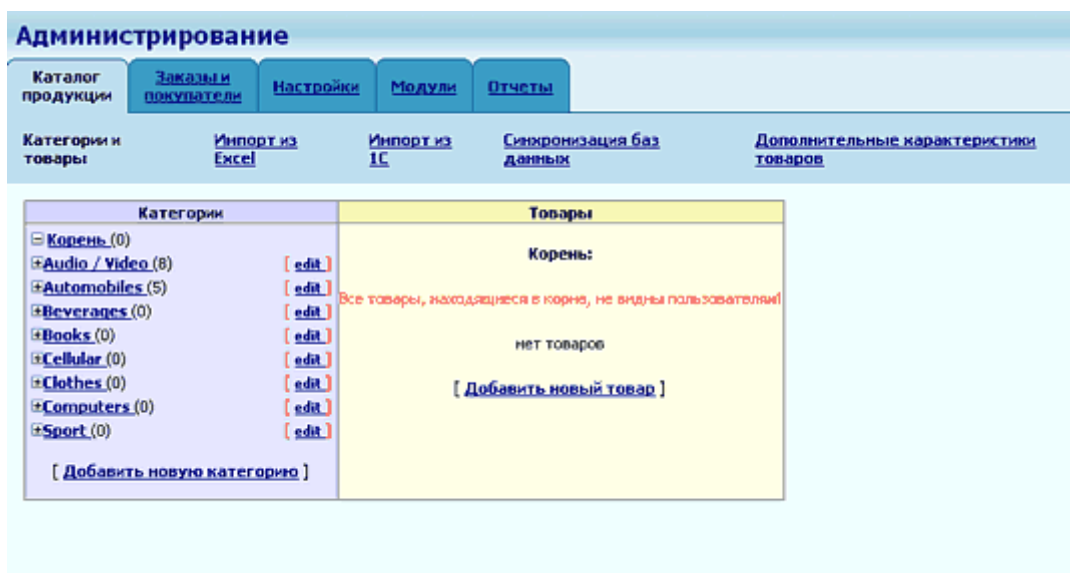 Администрирование
Каталог продукции
Заказы и покупатели
Настройки
Модули
Отчеты
Категории и товары
Импорт из Excel
Импорт из 1С
Синхронизация баз данных
Дополнительные характеристики товаров
Категории
Товары
Корень (0)
Audio / Video (8) [ edit ]
Automobiles (5) [ edit ]
Beverages (0) [ edit ]
Books (0) [ edit ]
Cellular (0) [ edit ]
Clothes (0) [ edit ]
Computers (0) [ edit ]
Sport (0) [ edit ]
[ Добавить новую категорию ]
Корень:
Все товары, находящиеся в корне, не видны пользователям!
нет товаров
[ Добавить новый товар ]